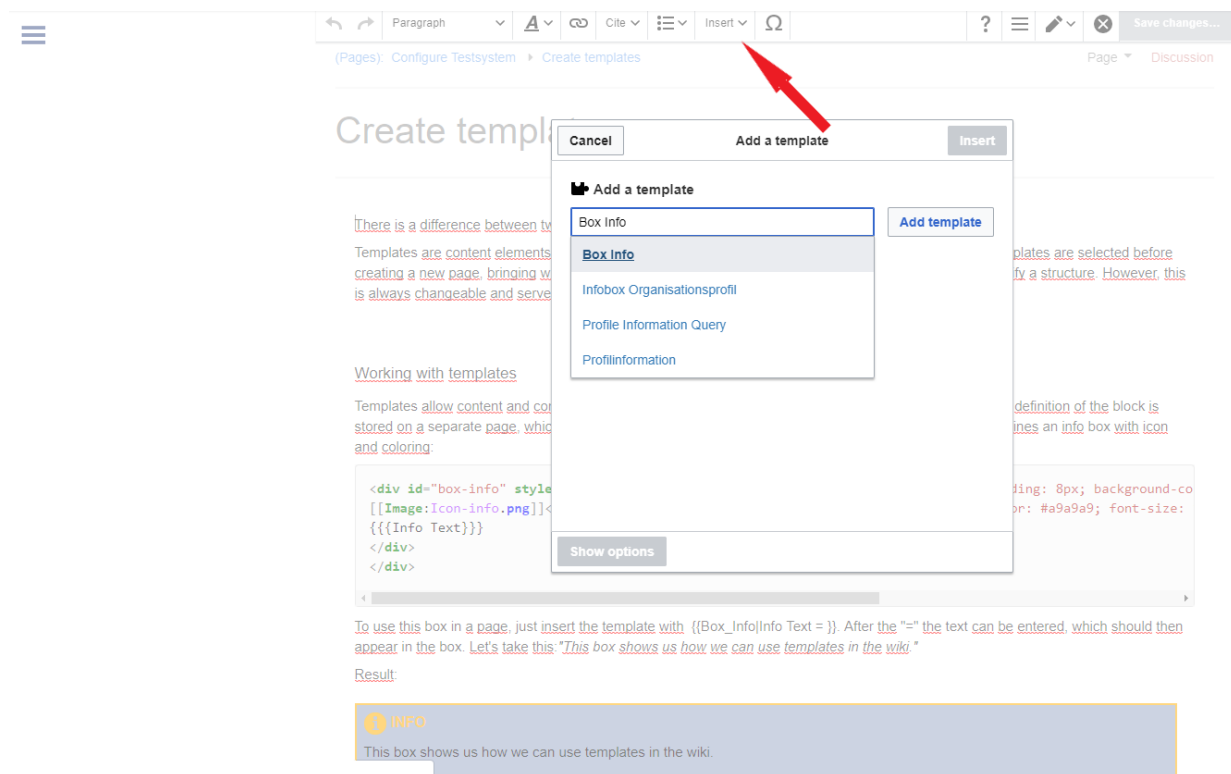 Paragraph A Cite Insert Ω ? Save changes...
(Pages): Configure Testsystem Create templates Page Discussion
Create templa
Cancel Add a template Insert
Add a template
Box Info Add template
Box Info
Infobox Organisationsprofil
Profile Information Query
Profilinformation
Show options
There is a difference between tw
Templates are content elements plates are selected before
creating a new page, bringing w ify a structure. However, this
is always changeable and serve
Working with templates
Templates allow content and cor definition of the block is
stored on a separate page, whic ines an info box with icon
and coloring:
<div id="box-info" style ding: 8px; background-co
[[Image:Icon-info.png]]< or: #a9a9a9; font-size:
{{{Info Text}}}
</div>
</div>
To use this box in a page, just insert the template with {{Box_Info|Info Text = }}. After the "=" the text can be entered, which should then
appear in the box. Let's take this:"This box shows us how we can use templates in the wiki."
Result:
INFO
This box shows us how we can use templates in the wiki.